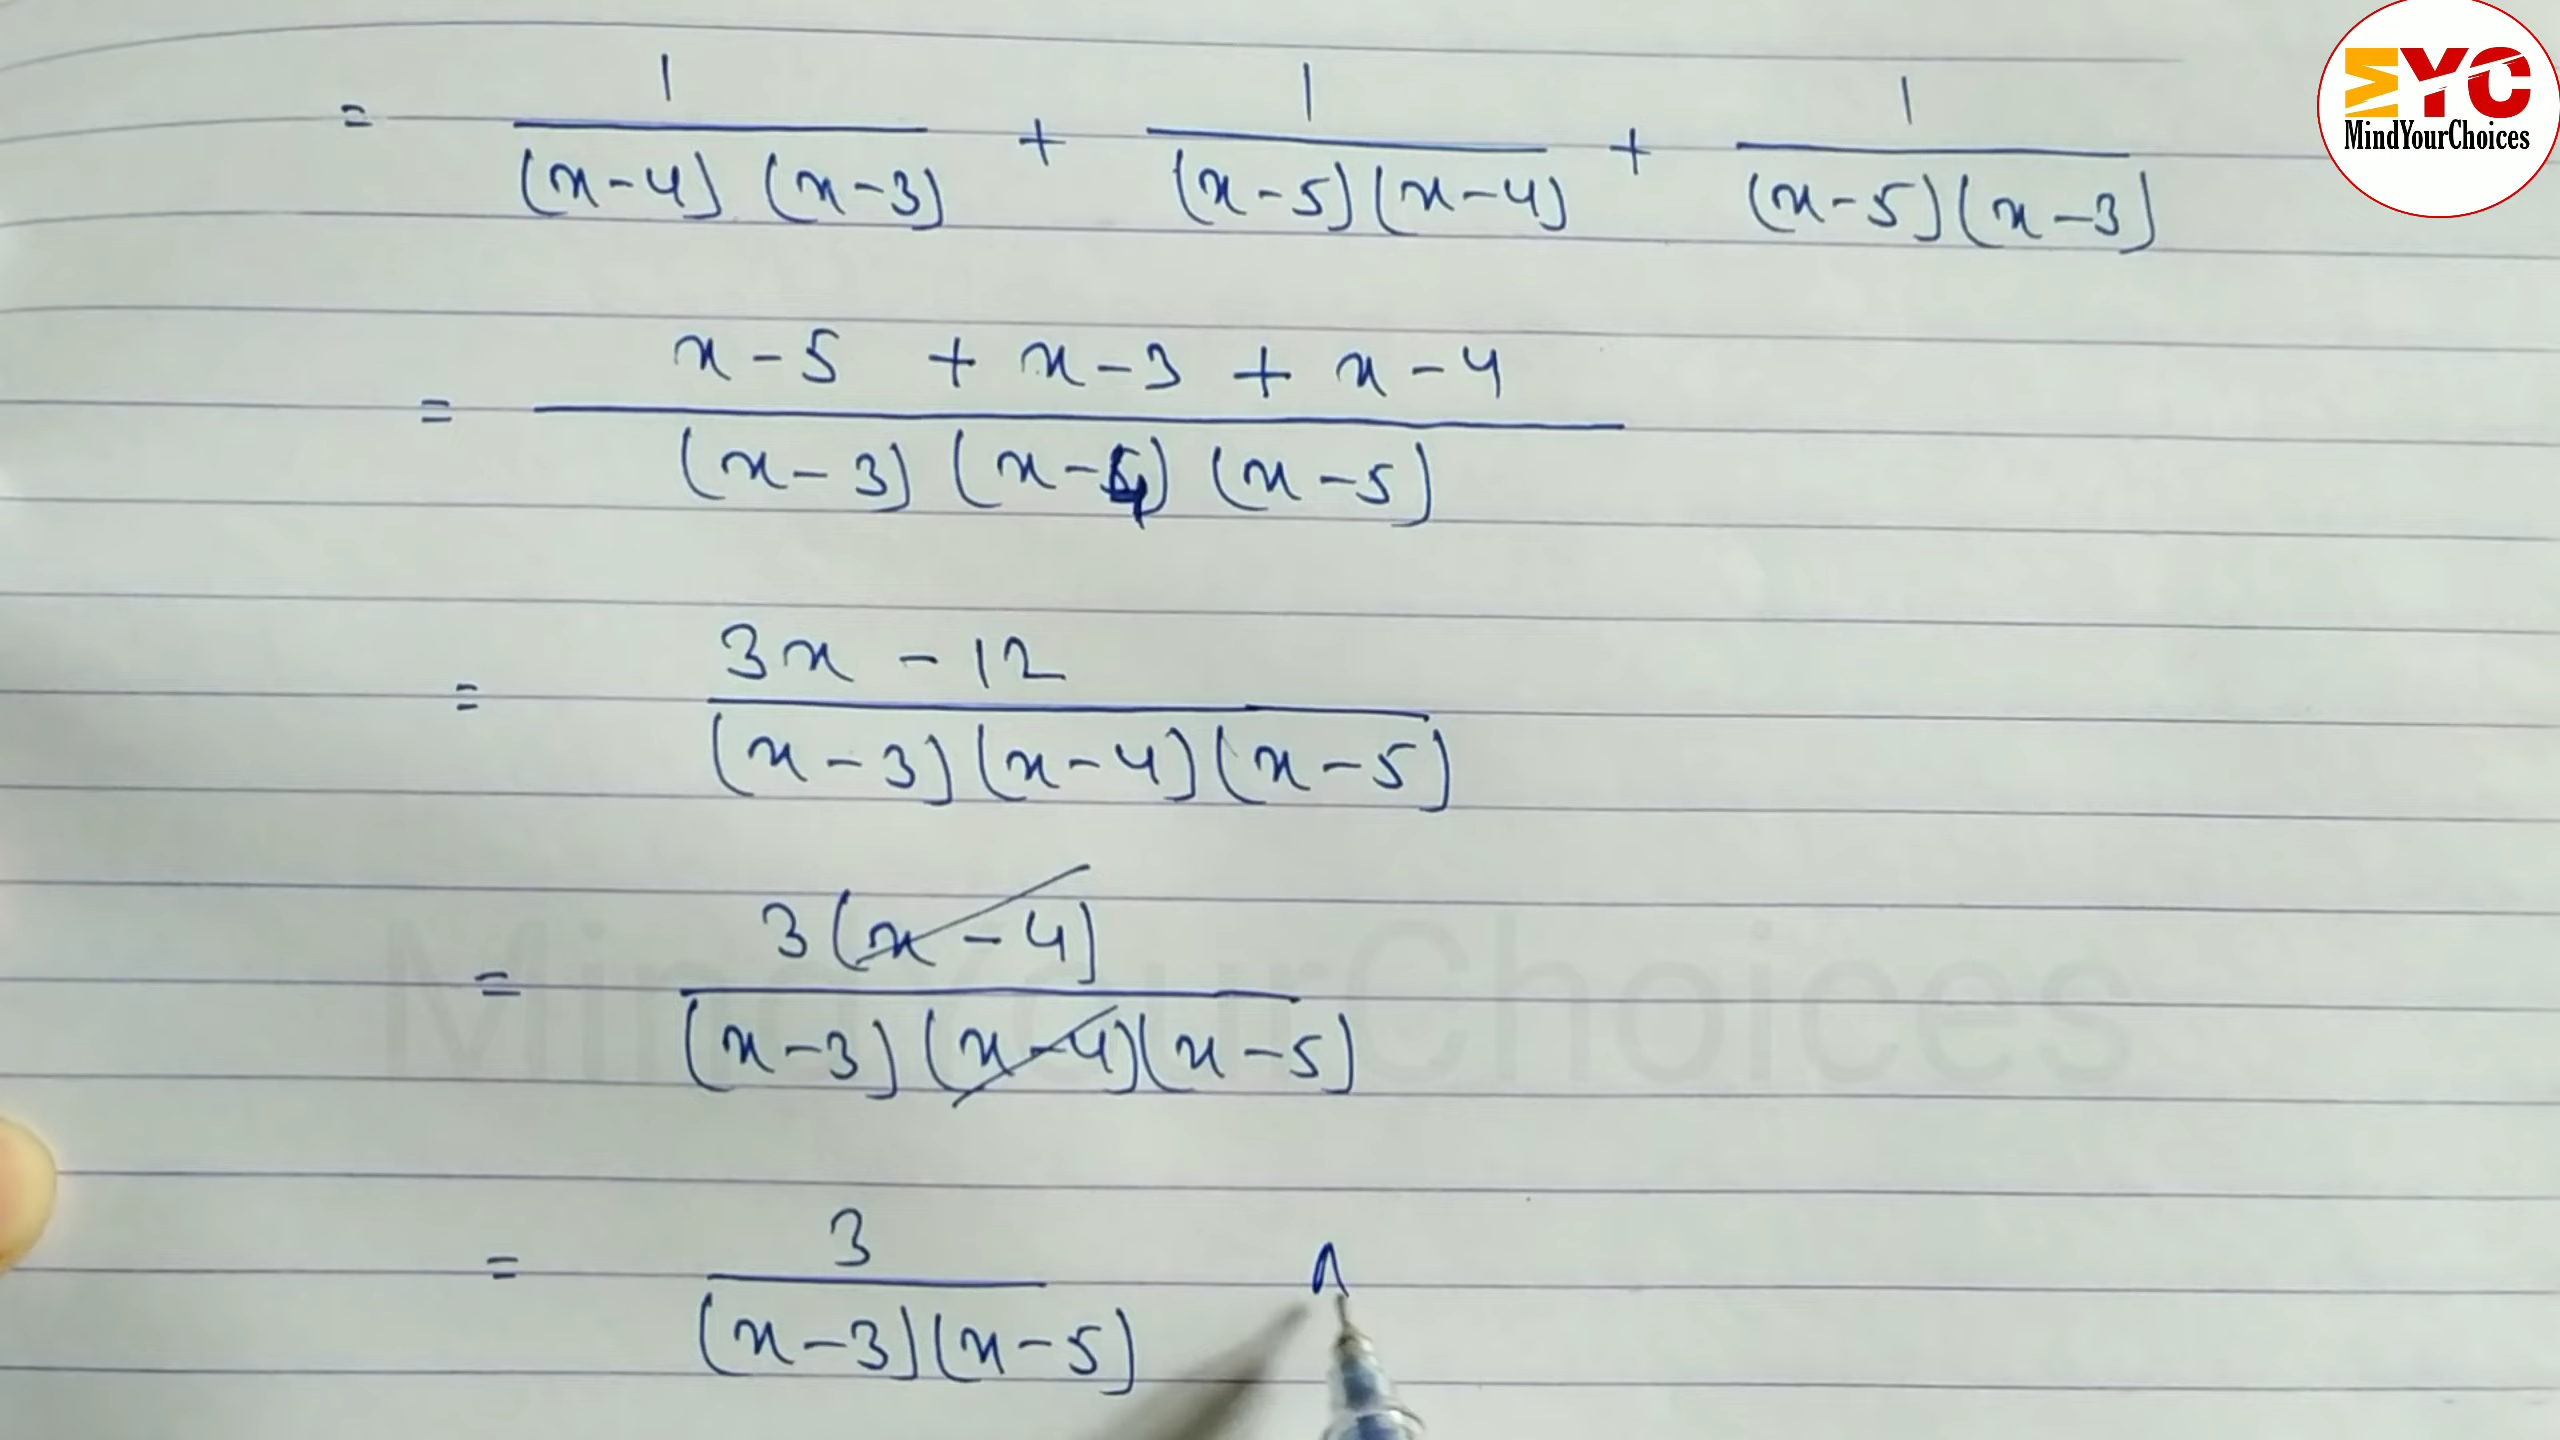 MYC
MindYourChoices
= 1/((x-4)(x-3)) + 1/((x-5)(x-4)) + 1/((x-5)(x-3))
= (x-5 + x-3 + x-4)/((x-3)(x-4)(x-5))
= (3x-12)/((x-3)(x-4)(x-5))
= 3(x-4)/((x-3)(x-4)(x-5))
MindYourChoices
= 3/((x-3)(x-5)) A